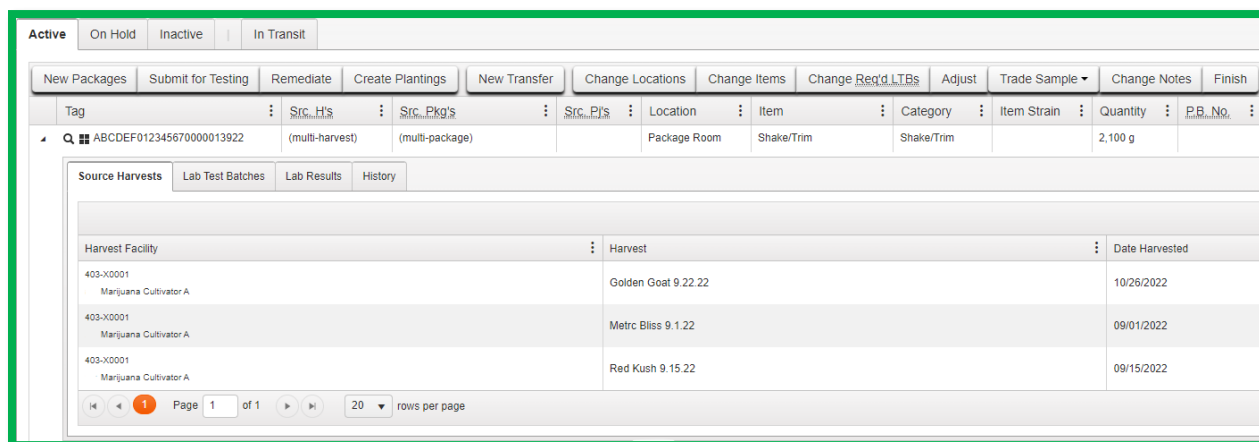 Active On Hold Inactive | In Transit
New Packages Submit for Testing Remediate Create Plantings New Transfer Change Locations Change Items Change Req'd LTBs Adjust Trade Sample Change Notes Finish
Tag Src. H's Src. Pkg's Src. Pj's Location Item Category Item Strain Quantity P.B. No.
ABCDEF012345670000013922 (multi-harvest) (multi-package) Package Room Shake/Trim Shake/Trim 2,100 g
Source Harvests Lab Test Batches Lab Results History
Harvest Facility Harvest Date Harvested
403-X0001
Marijuana Cultivator A Golden Goat 9.22.22 10/26/2022
403-X0001
Marijuana Cultivator A Metrc Bliss 9.1.22 09/01/2022
403-X0001
Marijuana Cultivator A Red Kush 9.15.22 09/15/2022
1 Page 1 of 1 20 rows per page